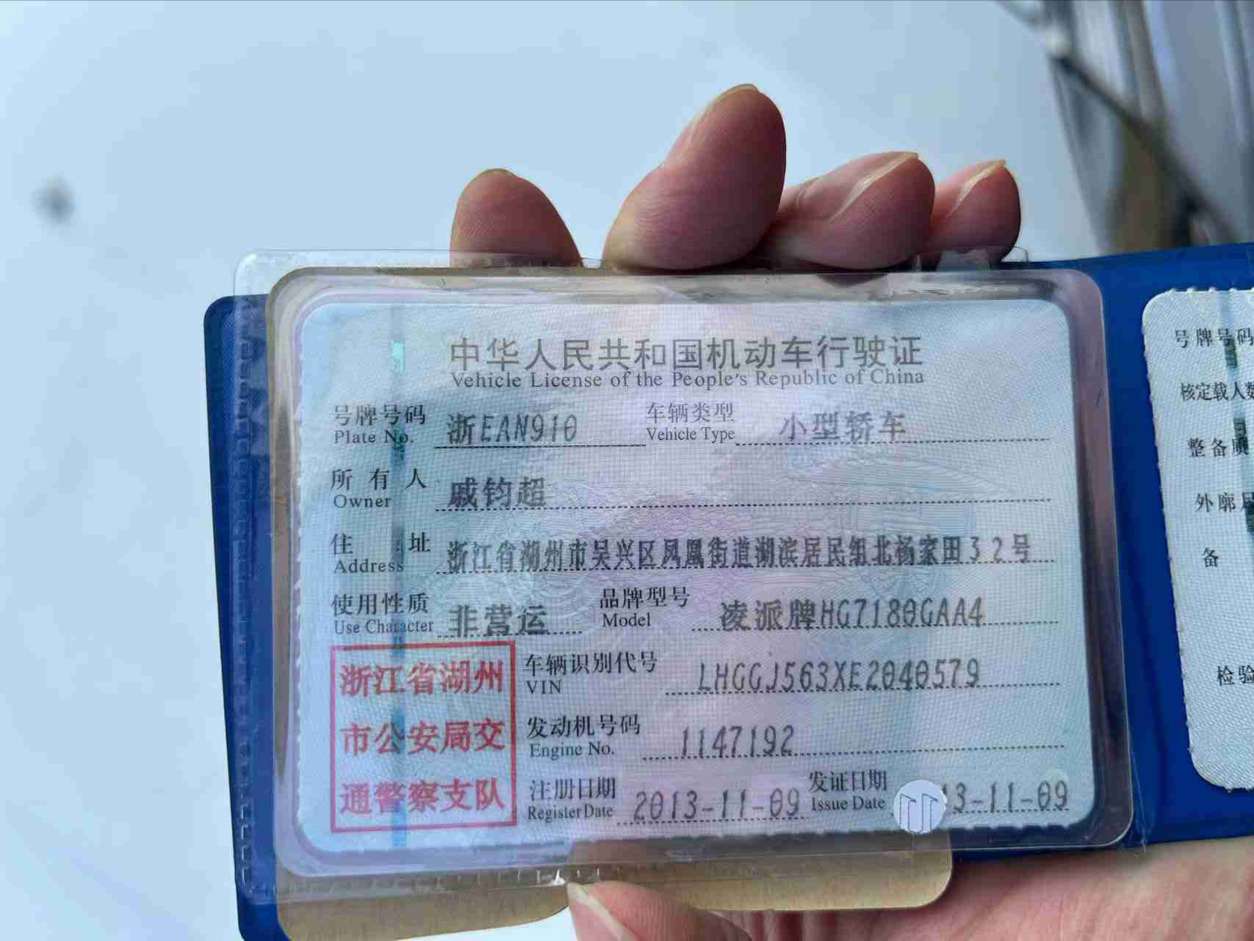 中华人民共和国机动车行驶证
Vehicle License of the People's Republic of China
号牌号码 浙EAN910 车辆类型 小型轿车
Plate No. Vehicle Type
所有人 戚钧超
Owner
住址 浙江省湖州市吴兴区凤凰街道湖滨居民组北杨家田32号
Address
使用性质 非营运 品牌型号 凌派牌HG7180GAA4
Use Character Model
浙江省湖州
市公安局交
通警察支队
车辆识别代号 LHGGJ563XE2040579
VIN
发动机号码 1147192
Engine No.
注册日期 2013-11-09 发证日期 13-11-09
Register Date Issue Date
号牌号码
核定载人数
整备质
外廓
备
检验